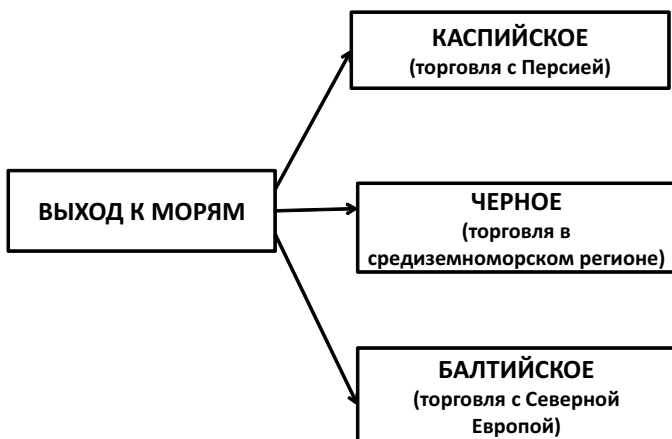 КАСПИЙСКОЕ
(торговля с Персией)
ВЫХОД К МОРЯМ
ЧЕРНОЕ
(торговля в
средиземноморском регионе)
БАЛТИЙСКОЕ
(торговля с Северной
Европой)